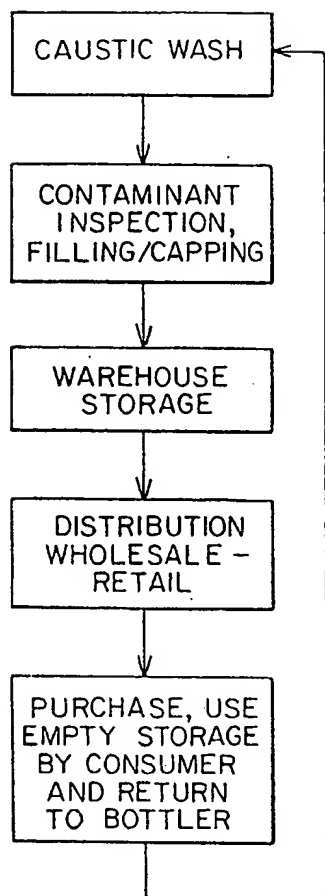 CAUSTIC WASH
CONTAMINANT
INSPECTION,
FILLING/CAPPING
WAREHOUSE
STORAGE
DISTRIBUTION
WHOLESALE-
RETAIL
PURCHASE, USE
EMPTY STORAGE
BY CONSUMER
AND RETURN
TO BOTTLER